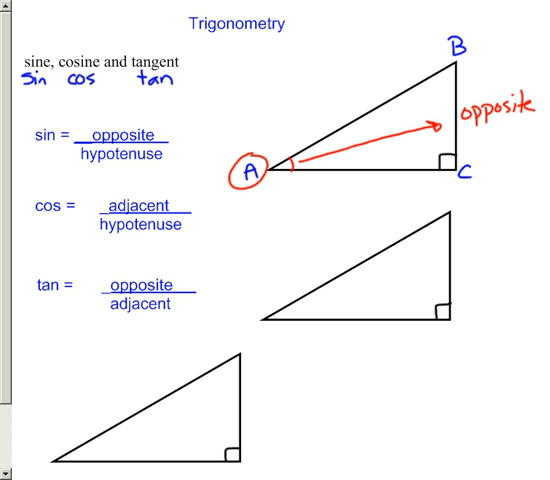 Trigonometry
sine, cosine and tangent
sin cos tan
sin = opposite
hypotenuse
cos = adjacent
hypotenuse
tan = opposite
adjacent
B
opposite
A
C